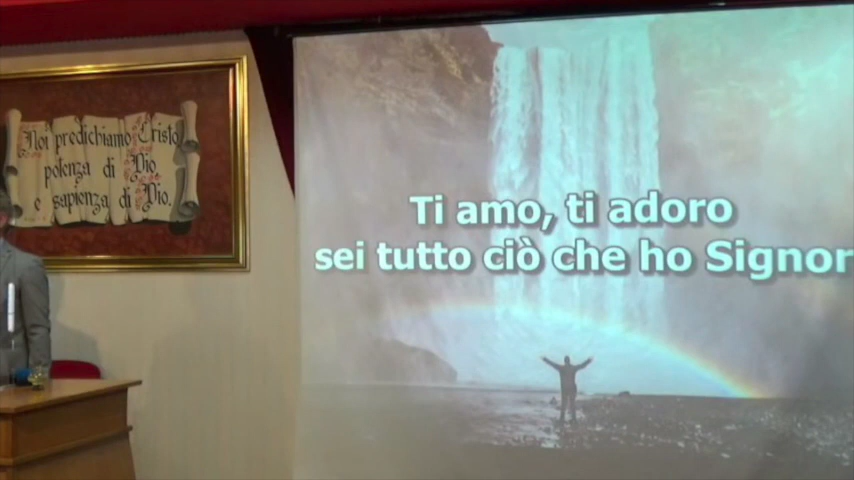 Noi predichiamo Cristo
potenza di Dio
e sapienza di Dio.
Ti amo, ti adoro
sei tutto ciò che ho Signor